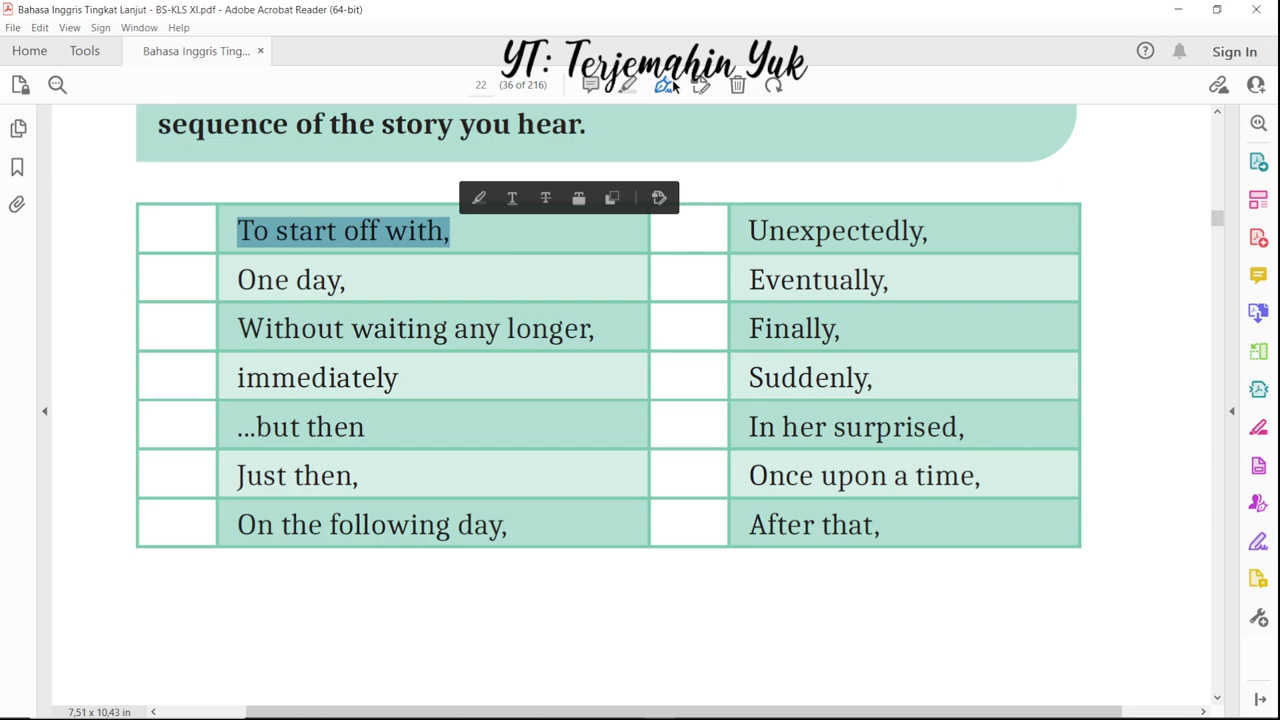 Bahasa Inggris Tingkat Lanjut - BS-KLS XI.pdf - Adobe Acrobat Reader (64-bit)
File Edit View Sign Window Help
Home Tools Bahasa Inggris Ting... × Sign In
YT: Terjemahin Yuk
22 (36 of 216)
sequence of the story you hear.
To start off with, Unexpectedly,
One day, Eventually,
Without waiting any longer, Finally,
immediately Suddenly,
...but then In her surprised,
Just then, Once upon a time,
On the following day, After that,
7,51 x 10,43 in